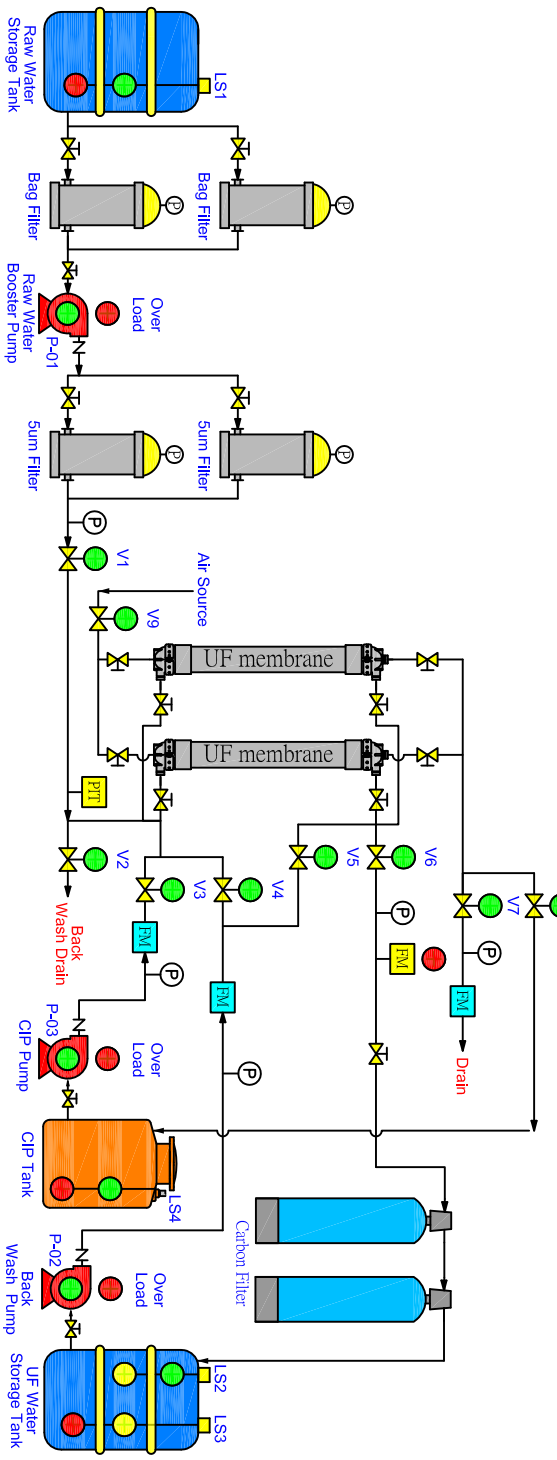 Raw Water
Storage Tank
LS1
Bag Filter
P
Bag Filter
P
Raw Water
Booster Pump
P-01
Over
Load
5um Filter
P
5um Filter
P
P
V1
Air Source
V9
UF membrane
UF membrane
PIT
V2
Back
Wash Drain
V3
V4
V5
V6
V7
FM
P
FM
P
P
FM
P
FM
Drain
P-03
CIP Pump
Over
Load
CIP Tank
LS4
Carbon Filter
P-02
Back
Wash Pump
Over
Load
UF Water
Storage Tank
LS2
LS3